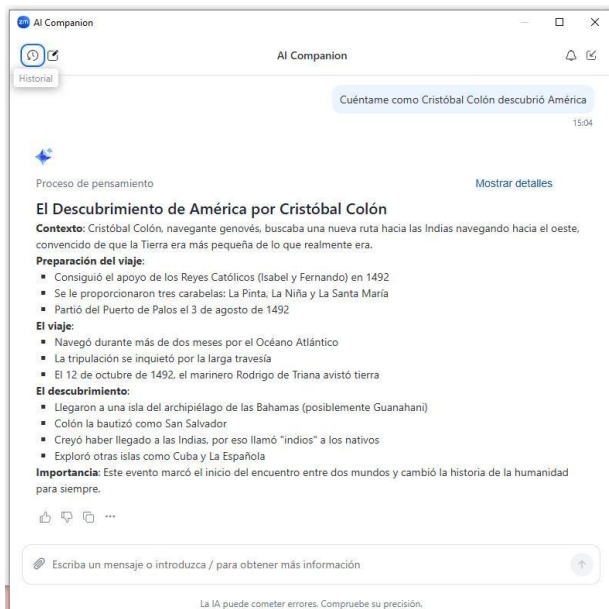 zm AI Companion
AI Companion
Historial
Cuéntame como Cristóbal Colón descubrió América
15:04
Proceso de pensamiento
Mostrar detalles
El Descubrimiento de América por Cristóbal Colón
Contexto: Cristóbal Colón, navegante genovés, buscaba una nueva ruta hacia las Indias navegando hacia el oeste,
convencido de que la Tierra era más pequeña de lo que realmente era.
Preparación del viaje:
▪ Consiguió el apoyo de los Reyes Católicos (Isabel y Fernando) en 1492
▪ Se le proporcionaron tres carabelas: La Pinta, La Niña y La Santa María
▪ Partió del Puerto de Palos el 3 de agosto de 1492
El viaje:
▪ Navegó durante más de dos meses por el Océano Atlántico
▪ La tripulación se inquietó por la larga travesía
▪ El 12 de octubre de 1492, el marinero Rodrigo de Triana avistó tierra
El descubrimiento:
▪ Llegaron a una isla del archipiélago de las Bahamas (posiblemente Guanahani)
▪ Colón la bautizó como San Salvador
▪ Creyó haber llegado a las Indias, por eso llamó "indios" a los nativos
▪ Exploró otras islas como Cuba y La Española
Importancia: Este evento marcó el inicio del encuentro entre dos mundos y cambió la historia de la humanidad
para siempre.
Escriba un mensaje o introduzca / para obtener más información
La IA puede cometer errores. Compruebe su precisión.